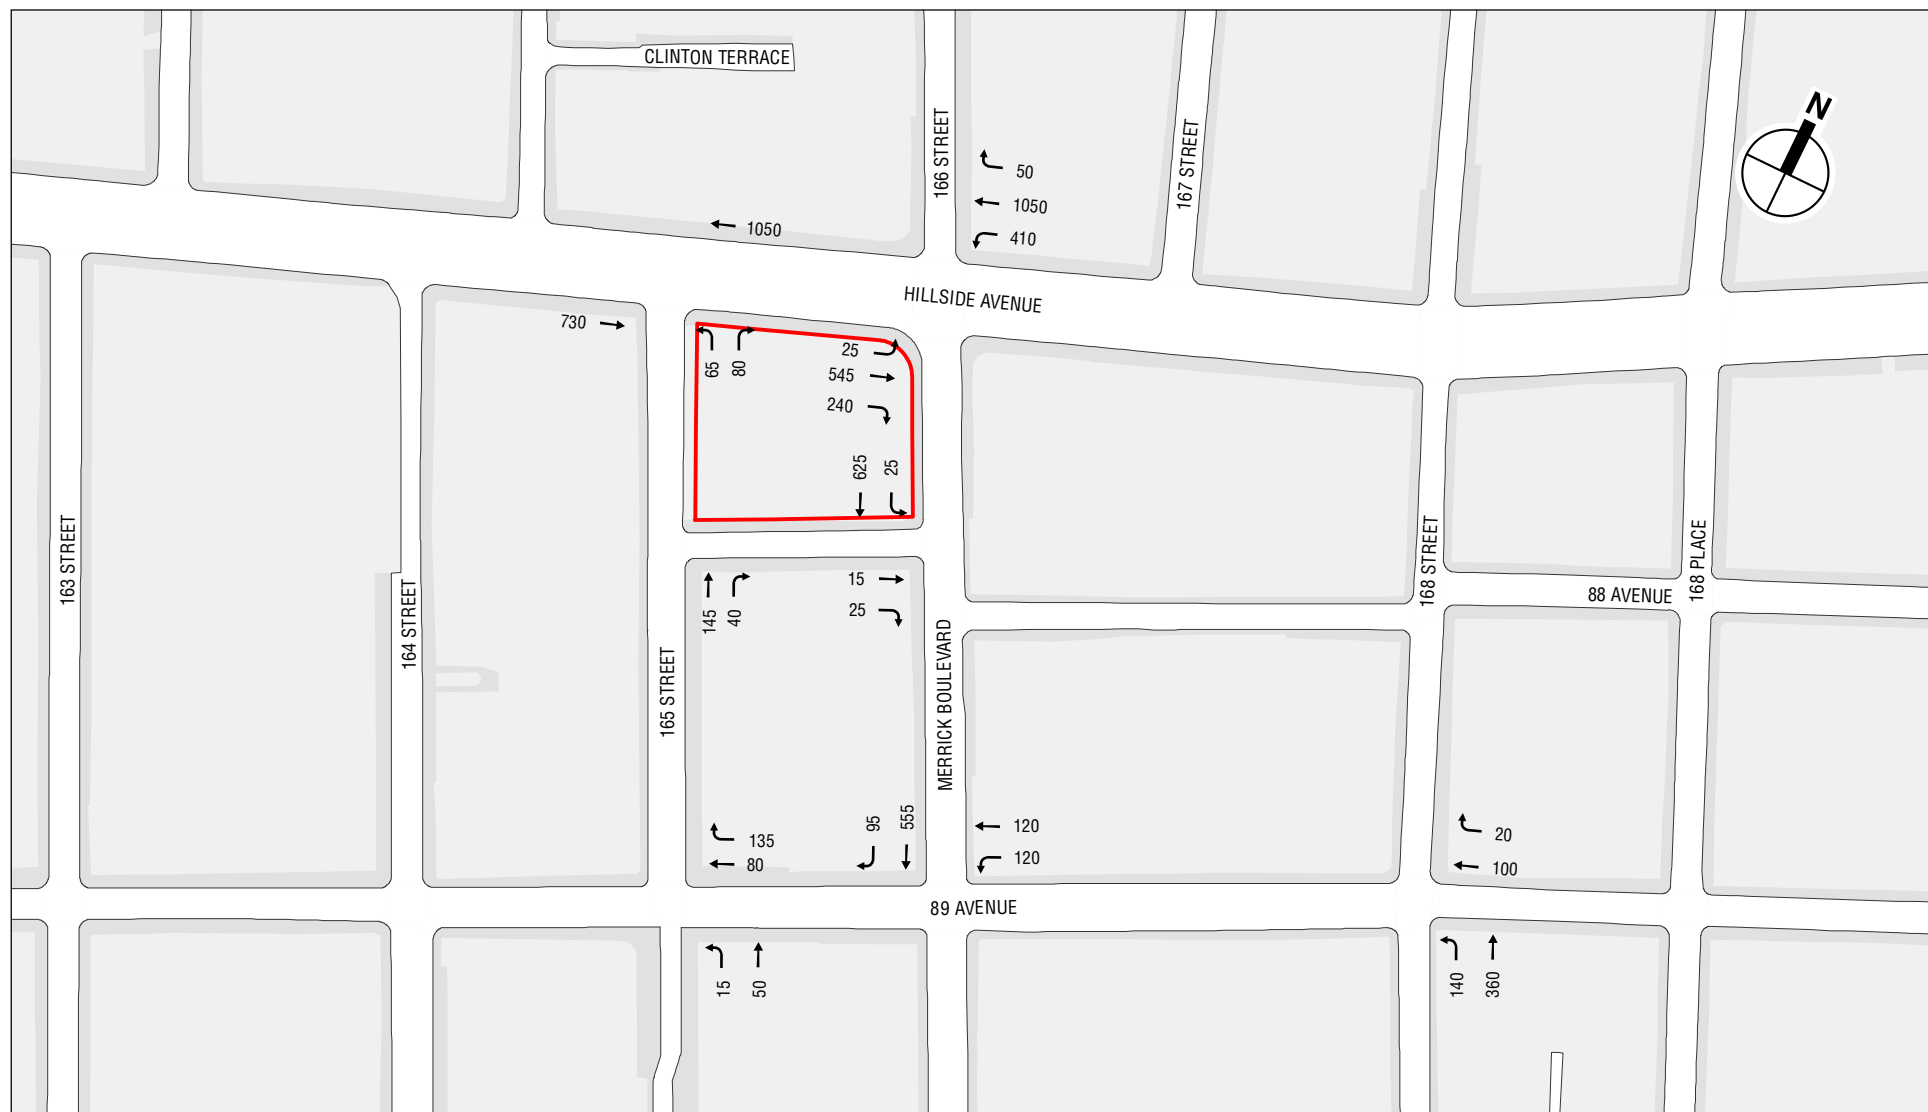 CLINTON TERRACE
N
166 STREET
167 STREET
50
1050
410
1050
HILLSIDE AVENUE
730
65
80
25
545
240
625
25
163 STREET
164 STREET
165 STREET
145
40
15
25
MERRICK BOULEVARD
168 STREET
168 PLACE
88 AVENUE
135
80
95
555
120
120
20
100
89 AVENUE
15
50
140
360